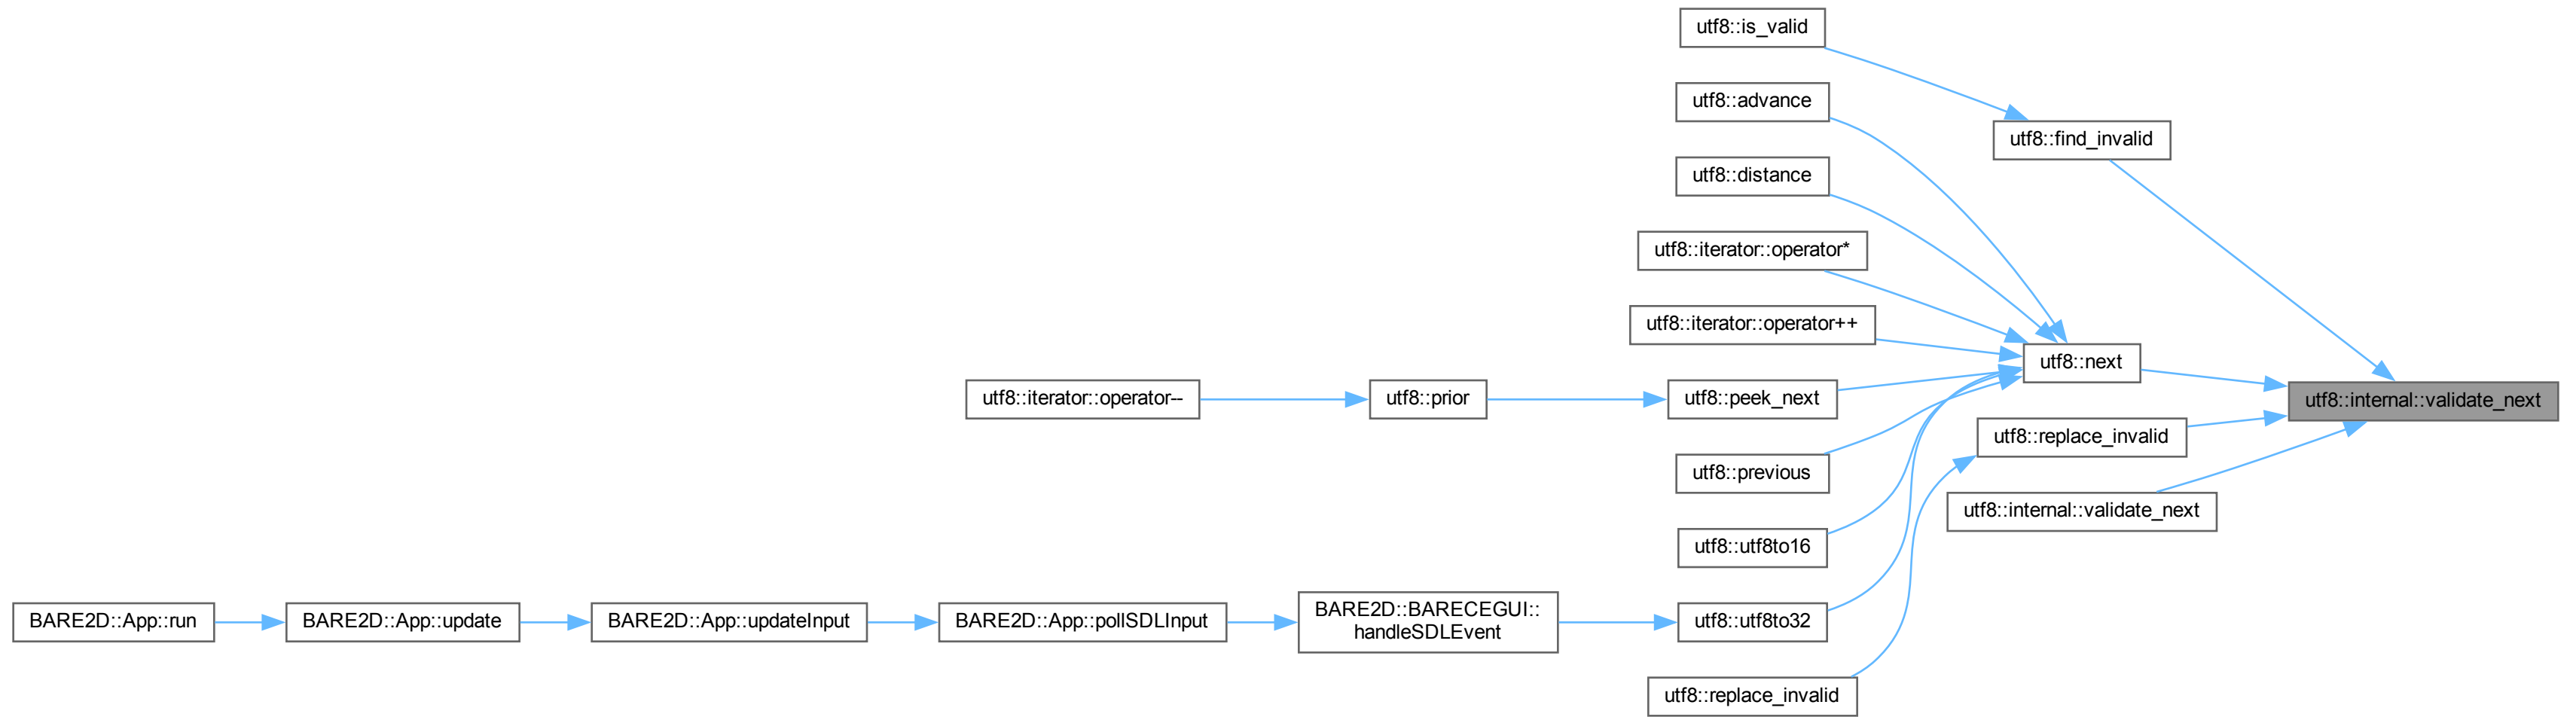 utf8::is_valid
utf8::advance
utf8::find_invalid
utf8::distance
utf8::iterator::operator*
utf8::iterator::operator++
utf8::next
utf8::iterator::operator--
utf8::prior
utf8::peek_next
utf8::internal::validate_next
utf8::replace_invalid
utf8::previous
utf8::internal::validate_next
utf8::utf8to16
BARE2D::App::run
BARE2D::App::update
BARE2D::App::updateInput
BARE2D::App::pollSDLInput
BARE2D::BARECEGUI::
handleSDLEvent
utf8::utf8to32
utf8::replace_invalid